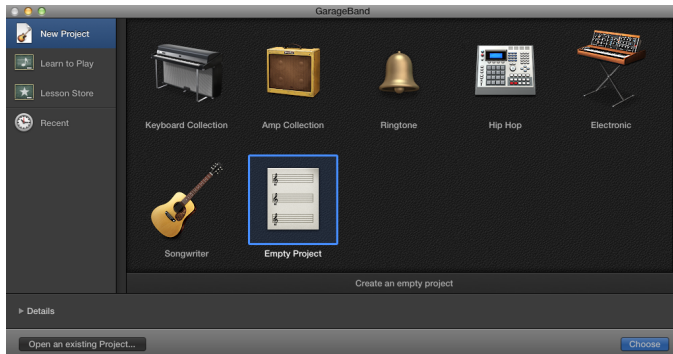 GarageBand
New Project
Learn to Play
Lesson Store
Recent
Keyboard Collection
Amp Collection
Ringtone
Hip Hop
Electronic
Songwriter
Empty Project
Create an empty project
Details
Open an existing Project...
Choose